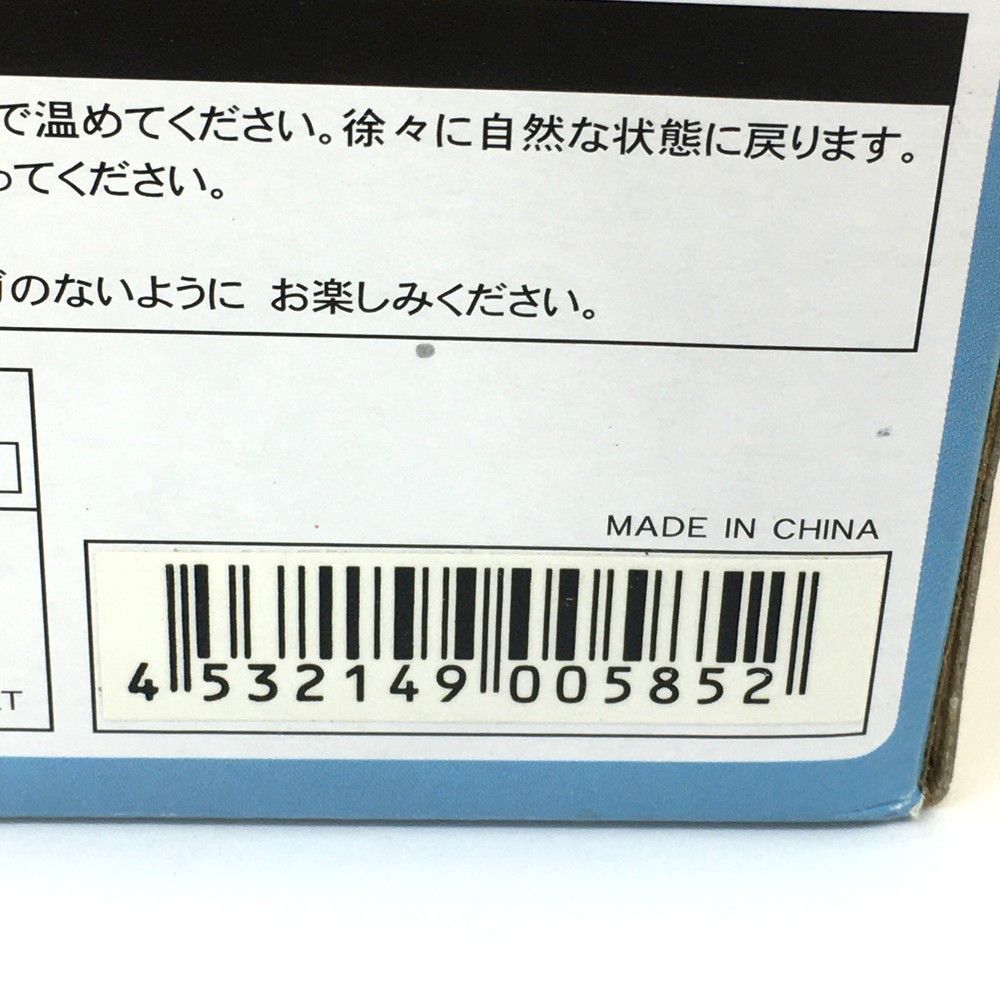 で温めてください。徐々に自然な状態に戻ります。
ってください。
のないように お楽しみください。
MADE IN CHINA
4 532149 005852